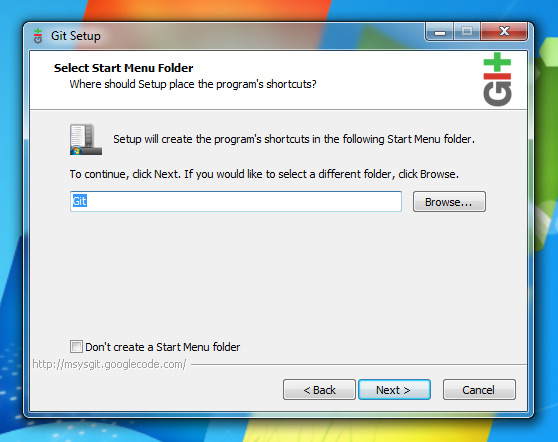 Git Setup
Select Start Menu Folder
Where should Setup place the program's shortcuts?
GIT
Setup will create the program's shortcuts in the following Start Menu folder.
To continue, click Next. If you would like to select a different folder, click Browse.
Git
Browse...
Don't create a Start Menu folder
http://msysgit.googlecode.com/
< Back
Next >
Cancel